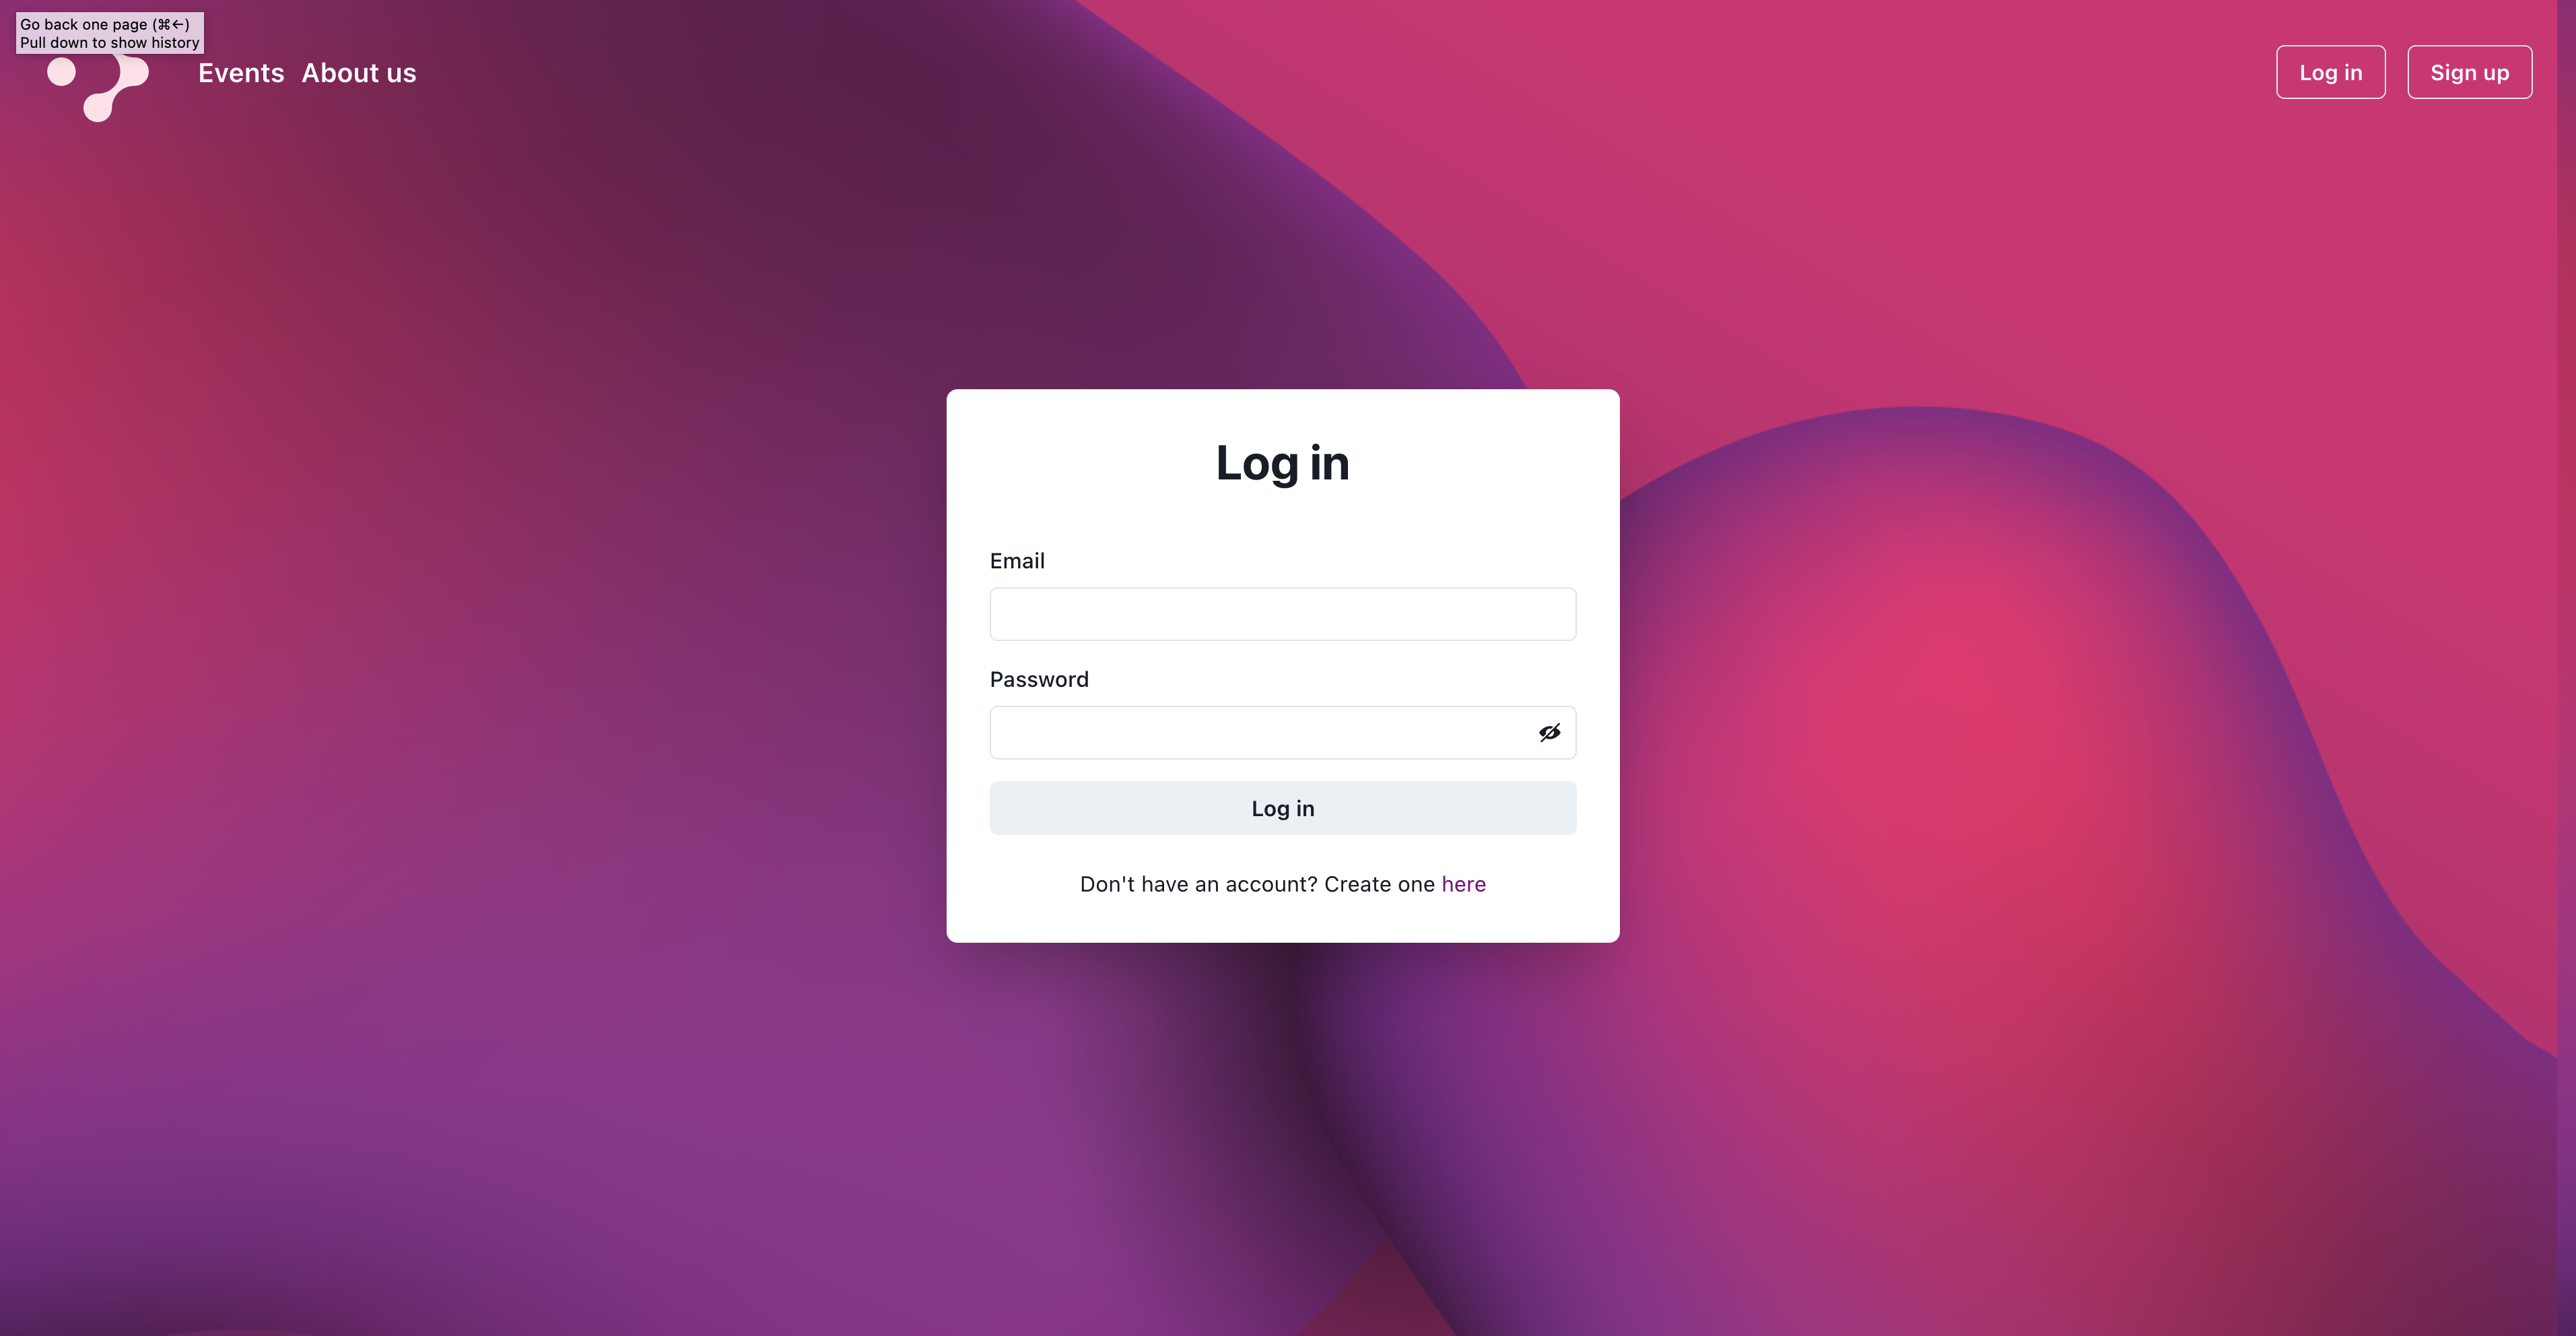 Go back one page (⌘←)
Pull down to show history
Events About us
Log in Sign up
Log in
Email
Password
Log in
Don't have an account? Create one here